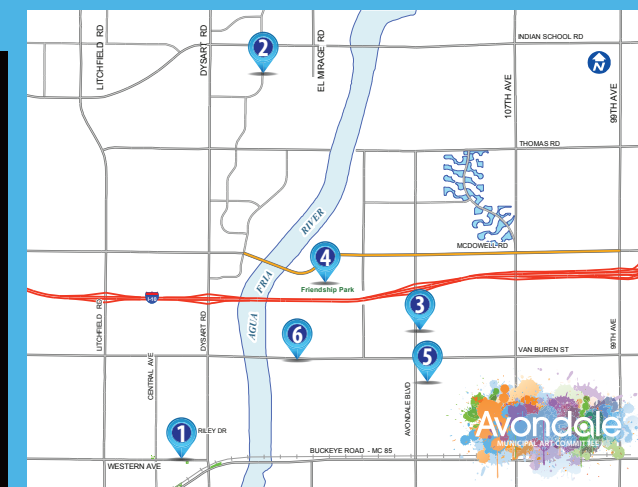 LITCHFIELD RD
DYSART RD
2
EL MIRAGE RD
INDIAN SCHOOL RD
N
107TH AVE
99TH AVE
THOMAS RD
AGUA FRIA RIVER
MCDOWELL RD
4
Friendship Park
I-10
3
LITCHFIELD RD
DYSART RD
6
99TH AVE
CENTRAL AVE
5
VAN BUREN ST
AVONDALE BLVD
1
RILEY DR
Avondale
MUNICIPAL ART COMMITTEE
BUCKEYE ROAD - MC 85
WESTERN AVE